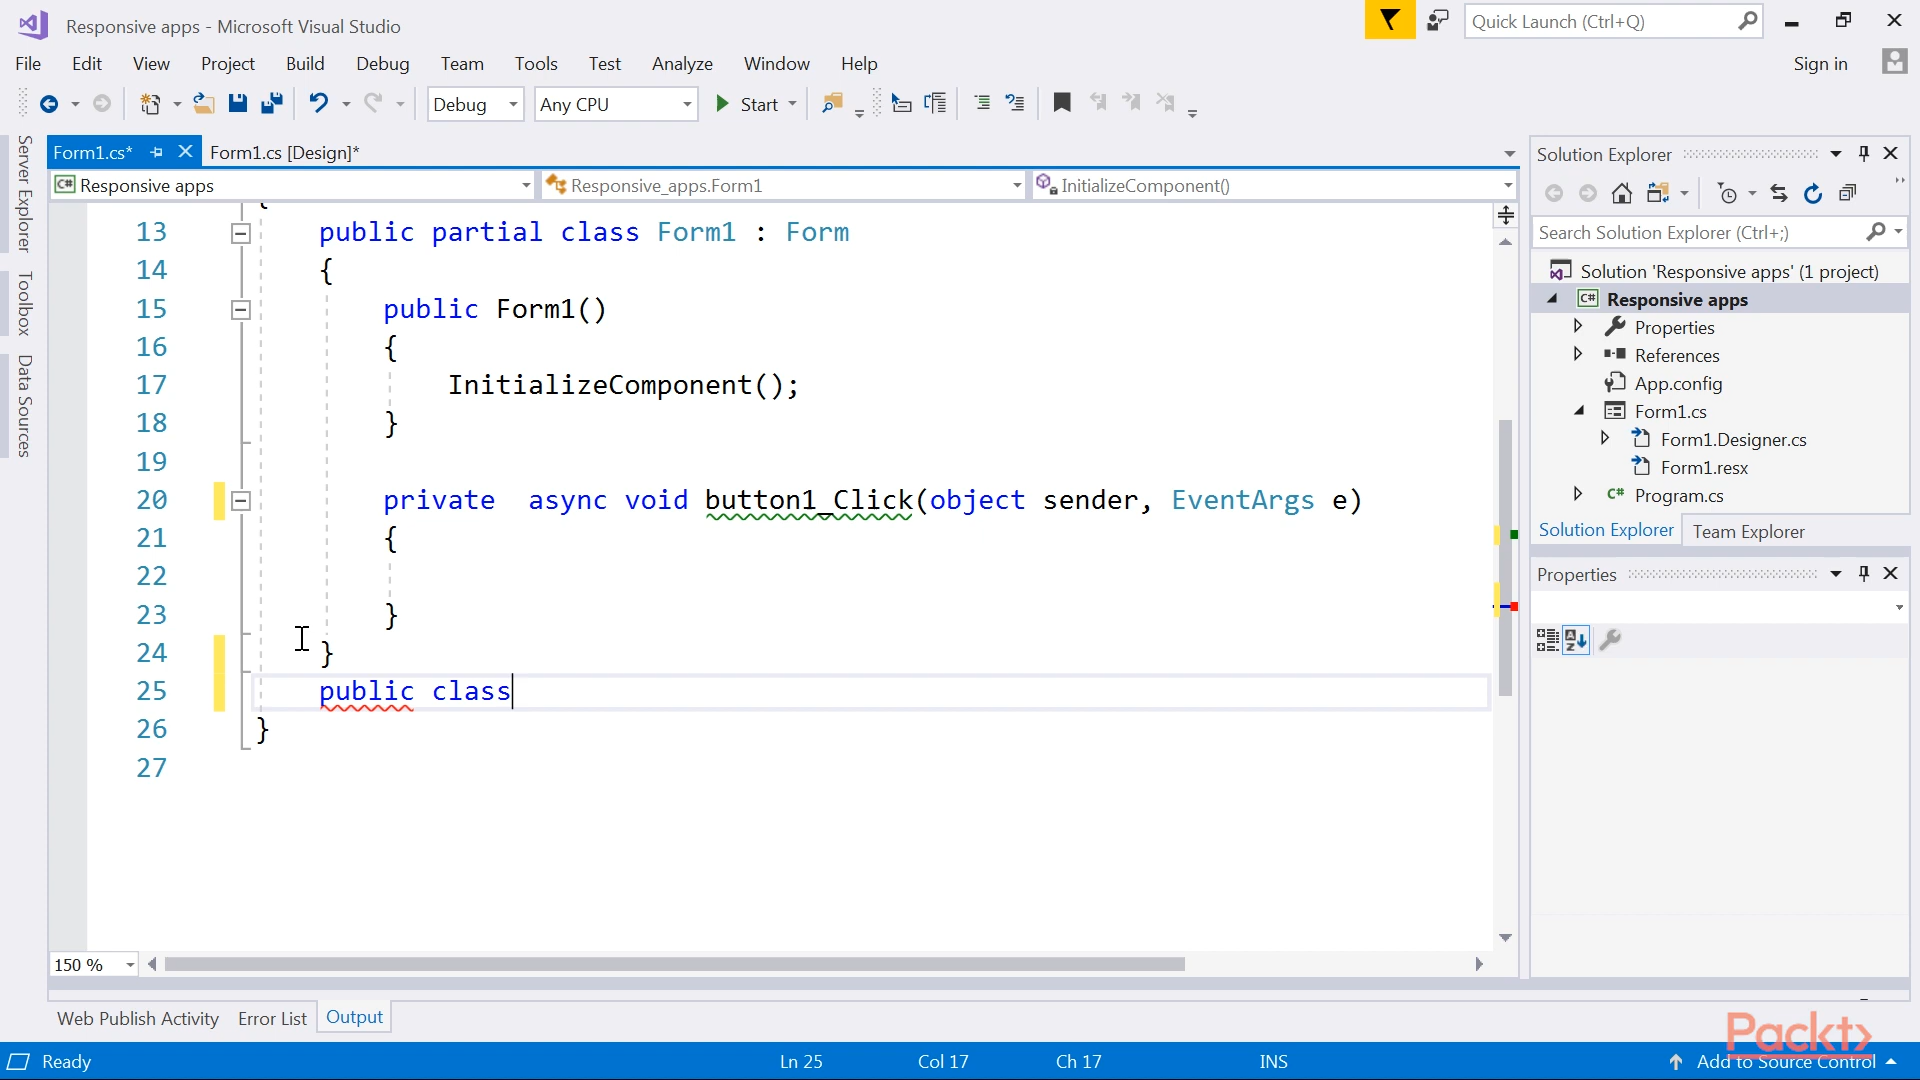 Responsive apps - Microsoft Visual Studio
Quick Launch (Ctrl+Q)
File Edit View Project Build Debug Team Tools Test Analyze Window Help
Sign in
Debug Any CPU Start
Server Explorer
Toolbox
Data Sources
Form1.cs* Form1.cs [Design]*
C# Responsive apps Responsive_apps.Form1 InitializeComponent()
{
13 public partial class Form1 : Form
14 {
15 public Form1()
16 {
17 InitializeComponent();
18 }
19
20 private  async void button1_Click(object sender, EventArgs e)
21 {
22
23 }
24 }
25 public class
26 }
27
150 %
Solution Explorer
Search Solution Explorer (Ctrl+;)
Solution 'Responsive apps' (1 project)
C# Responsive apps
Properties
References
App.config
Form1.cs
Form1.Designer.cs
Form1.resx
C# Program.cs
Solution Explorer Team Explorer
Properties
Web Publish Activity Error List Output
Packt>
Ready Ln 25 Col 17 Ch 17 INS Add to Source Control